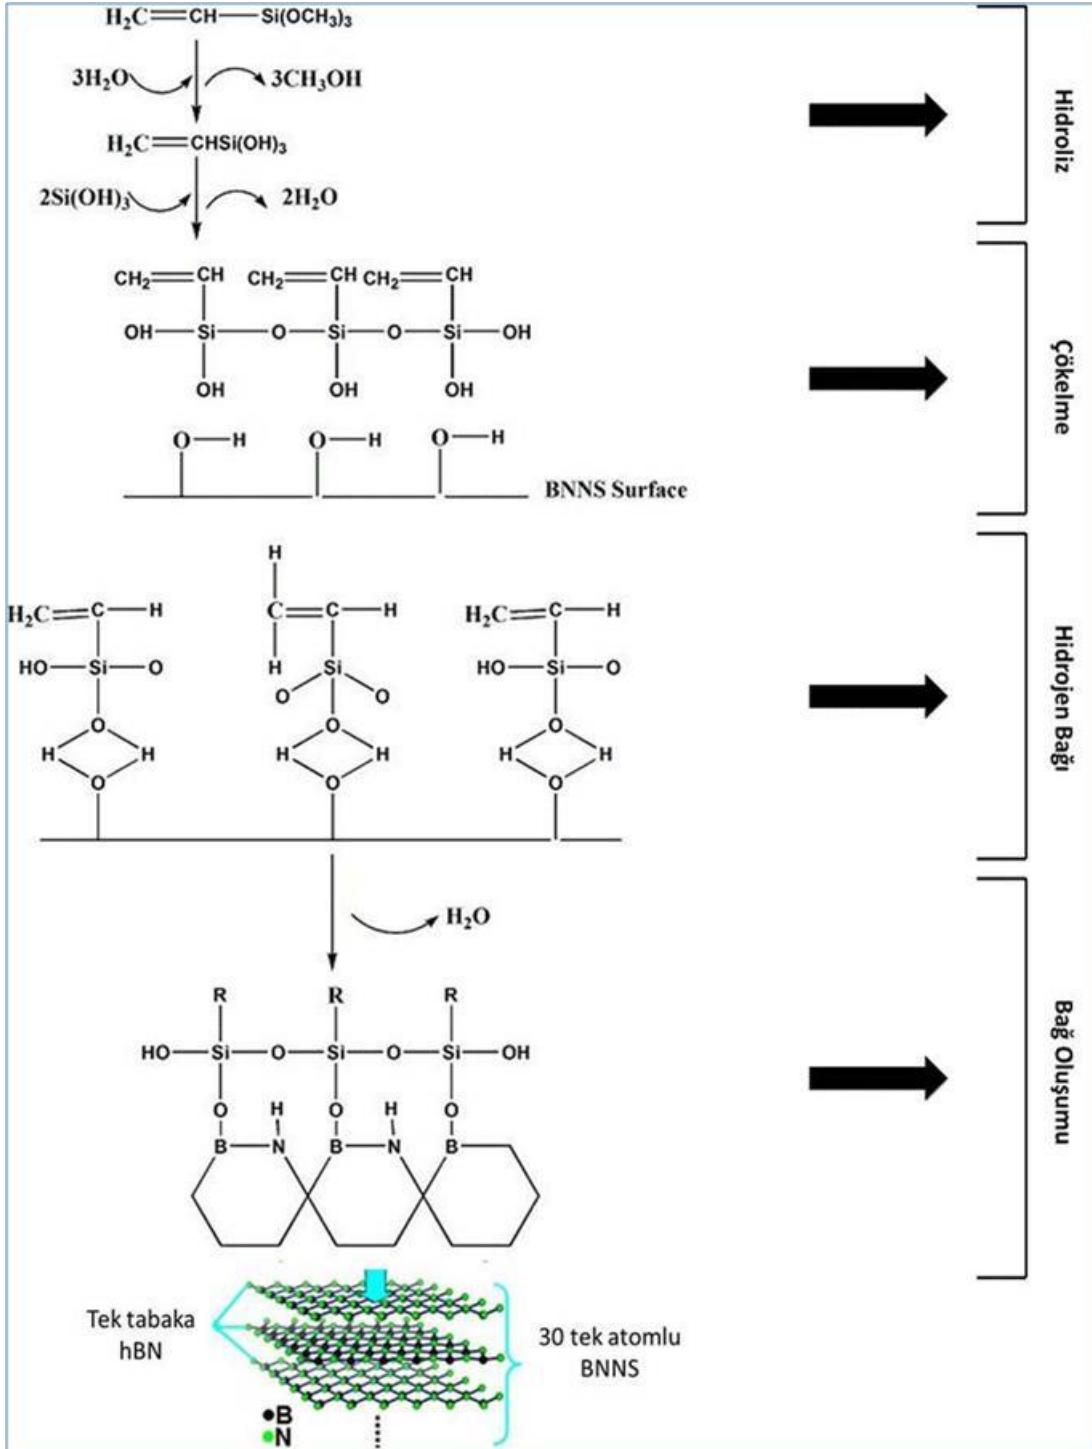 H₂C=CH—Si(OCH₃)₃
3H₂O 3CH₃OH
H₂C=CHSi(OH)₃
2Si(OH)₃ 2H₂O
Hidroliz
CH₂=CH CH₂=CH CH₂=CH
OH—Si—O—Si—O—Si—OH
OH OH OH
O—H O—H O—H
BNNS Surface
Çökelme
H
H₂C=C—H C=C—H H₂C=C—H
H
HO—Si—O Si HO—Si—O
O O
O O O
H H H H H H
O O O
Hidrojen Bağı
H₂O
R R R
HO—Si—O—Si—O—Si—OH
O H O H O
B—N B—N B
Bağ Oluşumu
Tek tabaka
hBN
30 tek atomlu
BNNS
B
N